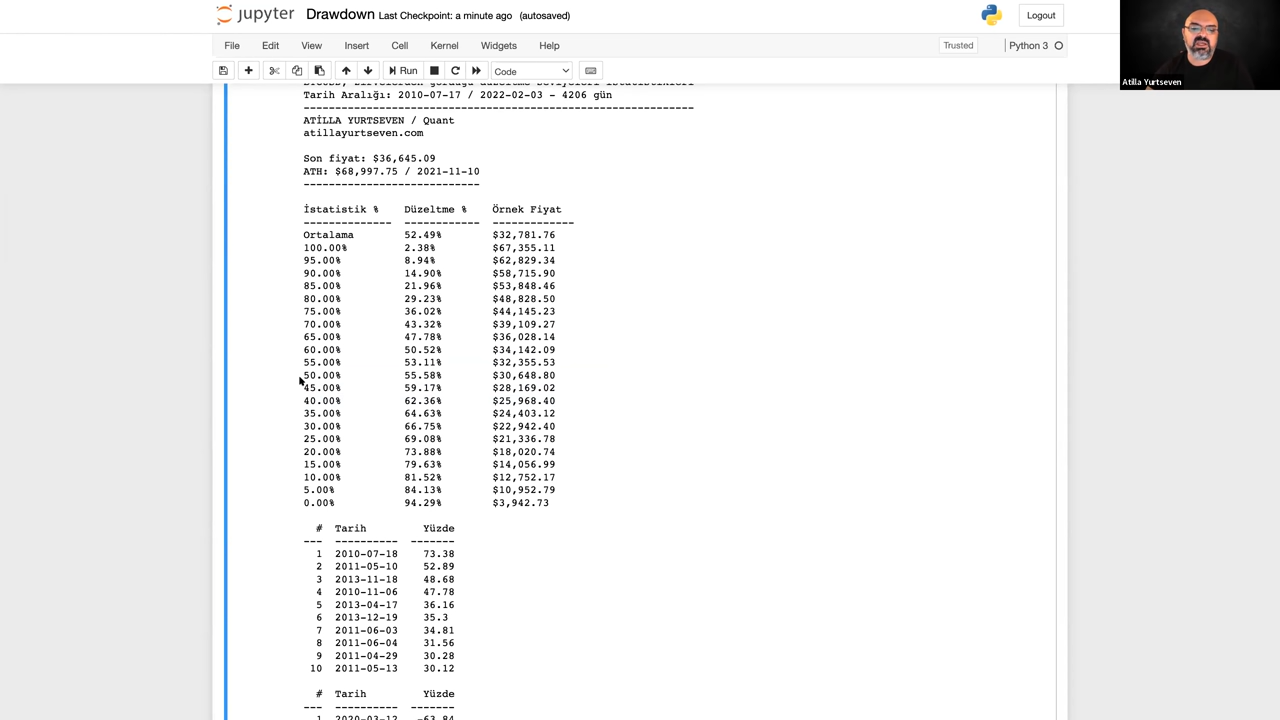 jupyter Drawdown Last Checkpoint: a minute ago (autosaved) Logout
File Edit View Insert Cell Kernel Widgets Help Trusted Python 3
Run Code
Atilla Yurtseven
Tarih Aralığı: 2010-07-17 / 2022-02-03 - 4206 gün
--------------------------------------------------------------
ATİLLA YURTSEVEN / Quant
atillayurtseven.com
Son fiyat: $36,645.09
ATH: $68,997.75 / 2021-11-10
----------------------------
İstatistik % Düzeltme % Örnek Fiyat
-------------- ------------ -------------
Ortalama 52.49% $32,781.76
100.00% 2.38% $67,355.11
95.00% 8.94% $62,829.34
90.00% 14.90% $58,715.90
85.00% 21.96% $53,848.46
80.00% 29.23% $48,828.50
75.00% 36.02% $44,145.23
70.00% 43.32% $39,109.27
65.00% 47.78% $36,028.14
60.00% 50.52% $34,142.09
55.00% 53.11% $32,355.53
50.00% 55.58% $30,648.80
45.00% 59.17% $28,169.02
40.00% 62.36% $25,968.40
35.00% 64.63% $24,403.12
30.00% 66.75% $22,942.40
25.00% 69.08% $21,336.78
20.00% 73.88% $18,020.74
15.00% 79.63% $14,056.99
10.00% 81.52% $12,752.17
5.00% 84.13% $10,952.79
0.00% 94.29% $3,942.73
# Tarih Yüzde
--- ---------- -------
1 2010-07-18 73.38
2 2011-05-10 52.89
3 2013-11-18 48.68
4 2010-11-06 47.78
5 2013-04-17 36.16
6 2013-12-19 35.3
7 2011-06-03 34.81
8 2011-06-04 31.56
9 2011-04-29 30.28
10 2011-05-13 30.12
# Tarih Yüzde
--- ---------- -------
1 2020-03-12 -63.84